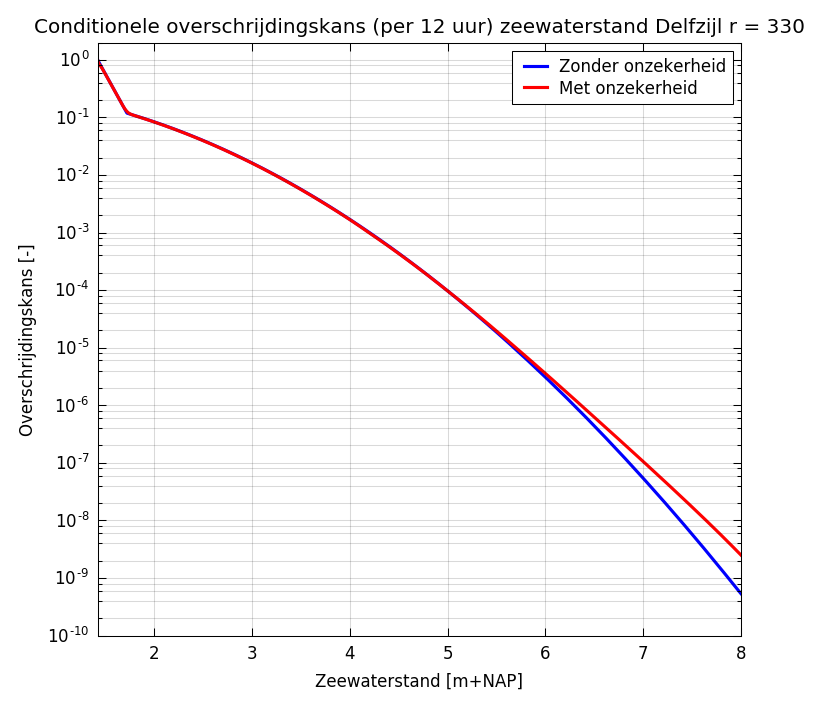 Conditionele overschrijdingskans (per 12 uur) zeewaterstand Delfzijl r = 330
Zonder onzekerheid
Met onzekerheid
10^0
10^-1
10^-2
10^-3
10^-4
10^-5
10^-6
10^-7
10^-8
10^-9
10^-10
Overschrijdingskans [-]
2 3 4 5 6 7 8
Zeewaterstand [m+NAP]